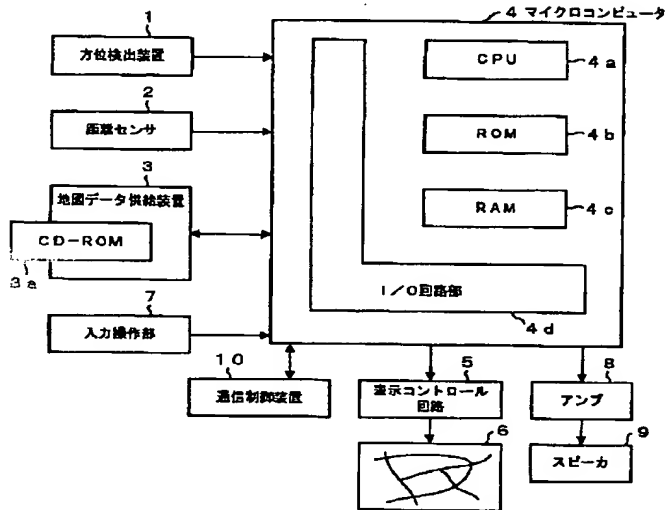 1
方位検出装置
2
距離センサ
3
地図データ供給装置
CD-ROM
3a
7
入力操作部
10
通信制御装置
4 マイクロコンピュータ
CPU
4a
ROM
4b
RAM
4c
I/O回路部
4d
5
表示コントロール
回路
6
8
アンプ
9
スピーカ